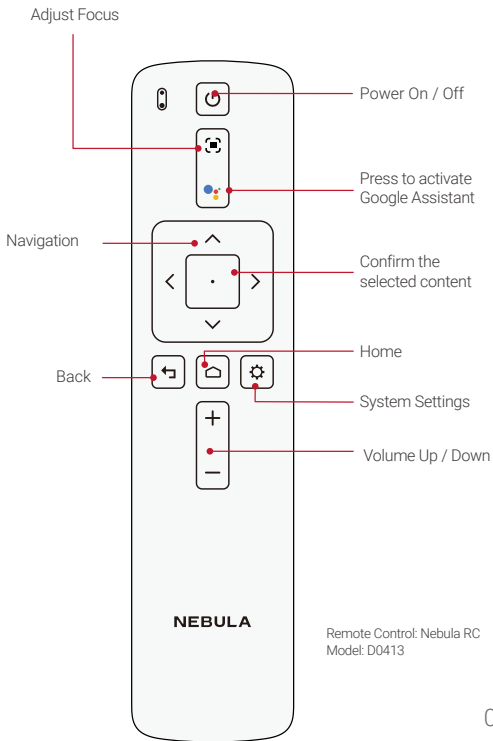 Adjust Focus
Power On / Off
Press to activate
Google Assistant
Navigation
Confirm the
selected content
Home
Back
System Settings
Volume Up / Down
NEBULA
Remote Control: Nebula RC
Model: D0413